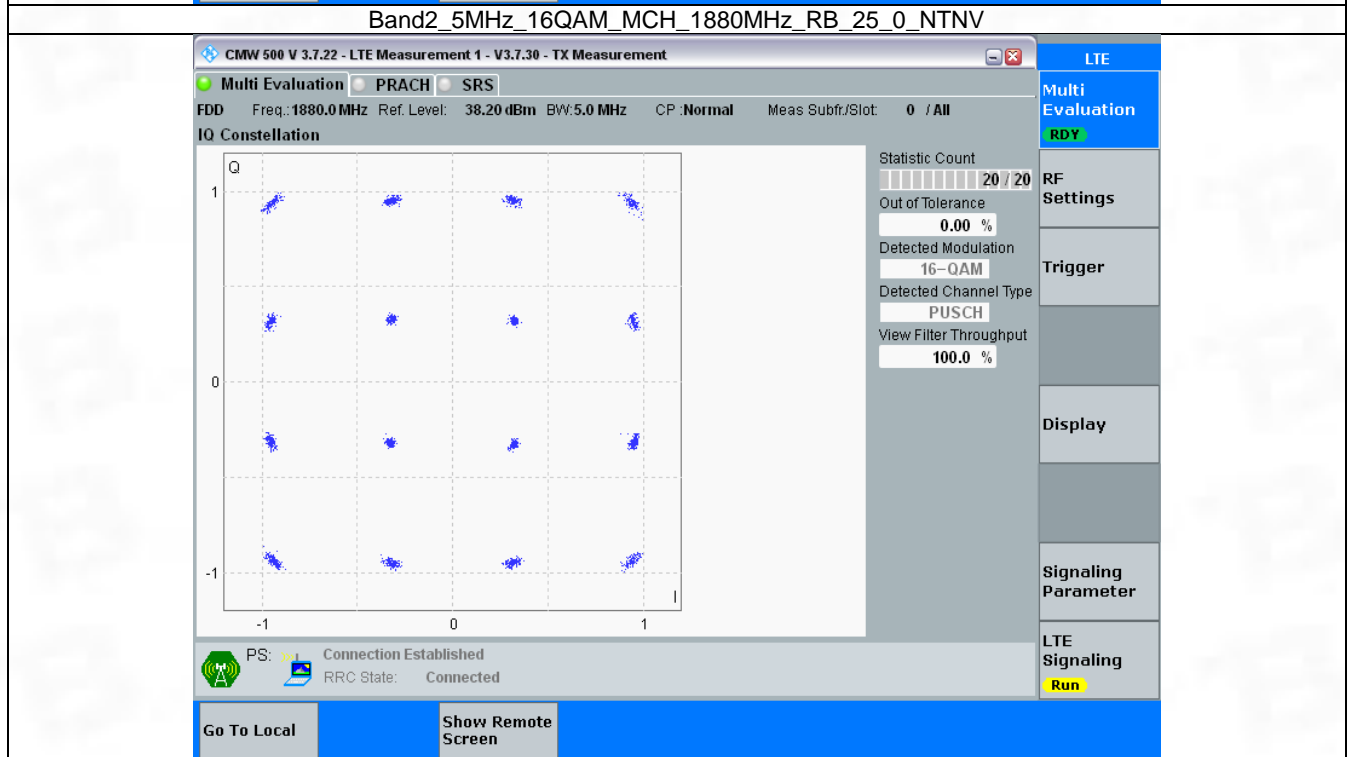 Band2_5MHz_16QAM_MCH_1880MHz_RB_25_0_NTNV
CMW 500 V 3.7.22 - LTE Measurement 1 - V3.7.30 - TX Measurement
LTE
Multi Evaluation PRACH SRS
Multi
Evaluation
RDY
FDD Freq.: 1880.0 MHz Ref. Level: 38.20 dBm BW: 5.0 MHz CP : Normal Meas Subfr./Slot: 0 / All
IQ Constellation
Q
1
0
-1
I
-1 0 1
Statistic Count
20 / 20
Out of Tolerance
0.00 %
Detected Modulation
16-QAM
Detected Channel Type
PUSCH
View Filter Throughput
100.0 %
RF
Settings
Trigger
Display
Signaling
Parameter
LTE
Signaling
Run
PS: Connection Established
RRC State: Connected
Go To Local
Show Remote
Screen